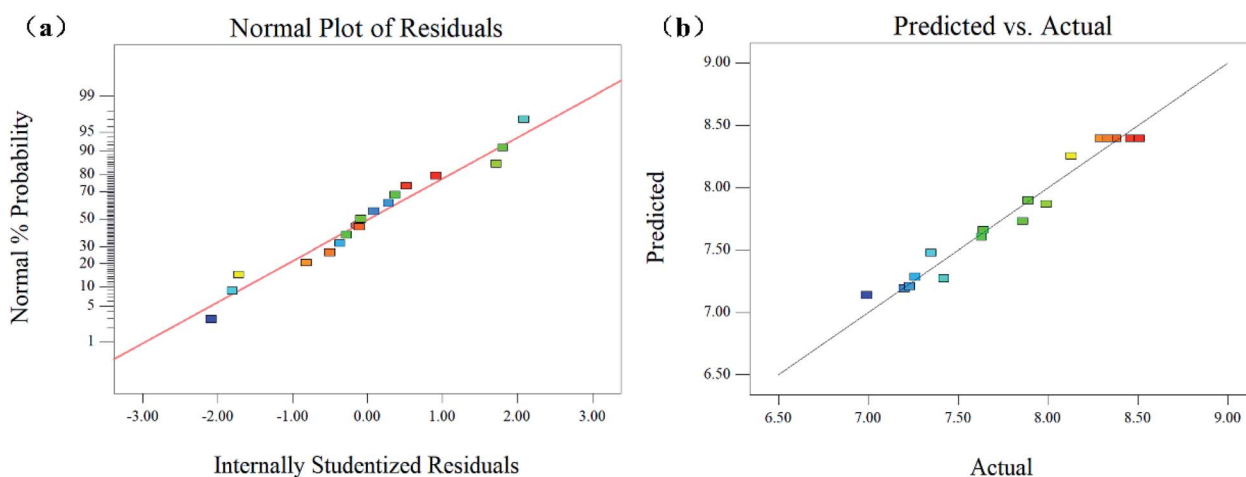 (a)
Normal Plot of Residuals
Normal % Probability
99
95
90
80
70
50
30
20
10
5
1
-3.00 -2.00 -1.00 0.00 1.00 2.00 3.00
Internally Studentized Residuals
(b)
Predicted vs. Actual
Predicted
9.00
8.50
8.00
7.50
7.00
6.50
6.50 7.00 7.50 8.00 8.50 9.00
Actual